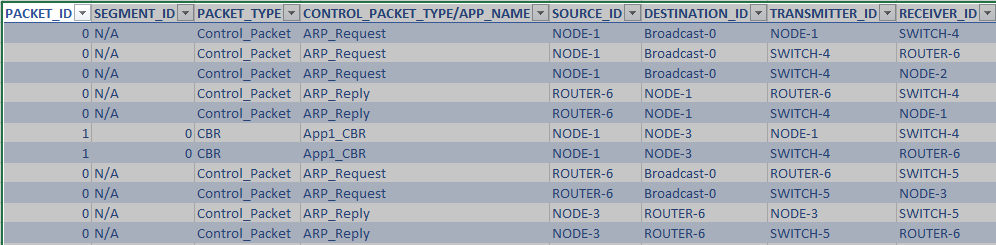 PACKET_ID SEGMENT_ID PACKET_TYPE CONTROL_PACKET_TYPE/APP_NAME SOURCE_ID DESTINATION_ID TRANSMITTER_ID RECEIVER_ID
0 N/A Control_Packet ARP_Request NODE-1 Broadcast-0 NODE-1 SWITCH-4
0 N/A Control_Packet ARP_Request NODE-1 Broadcast-0 SWITCH-4 ROUTER-6
0 N/A Control_Packet ARP_Request NODE-1 Broadcast-0 SWITCH-4 NODE-2
0 N/A Control_Packet ARP_Reply ROUTER-6 NODE-1 ROUTER-6 SWITCH-4
0 N/A Control_Packet ARP_Reply ROUTER-6 NODE-1 SWITCH-4 NODE-1
1 0 CBR App1_CBR NODE-1 NODE-3 NODE-1 SWITCH-4
1 0 CBR App1_CBR NODE-1 NODE-3 SWITCH-4 ROUTER-6
0 N/A Control_Packet ARP_Request ROUTER-6 Broadcast-0 ROUTER-6 SWITCH-5
0 N/A Control_Packet ARP_Request ROUTER-6 Broadcast-0 SWITCH-5 NODE-3
0 N/A Control_Packet ARP_Reply NODE-3 ROUTER-6 NODE-3 SWITCH-5
0 N/A Control_Packet ARP_Reply NODE-3 ROUTER-6 SWITCH-5 ROUTER-6